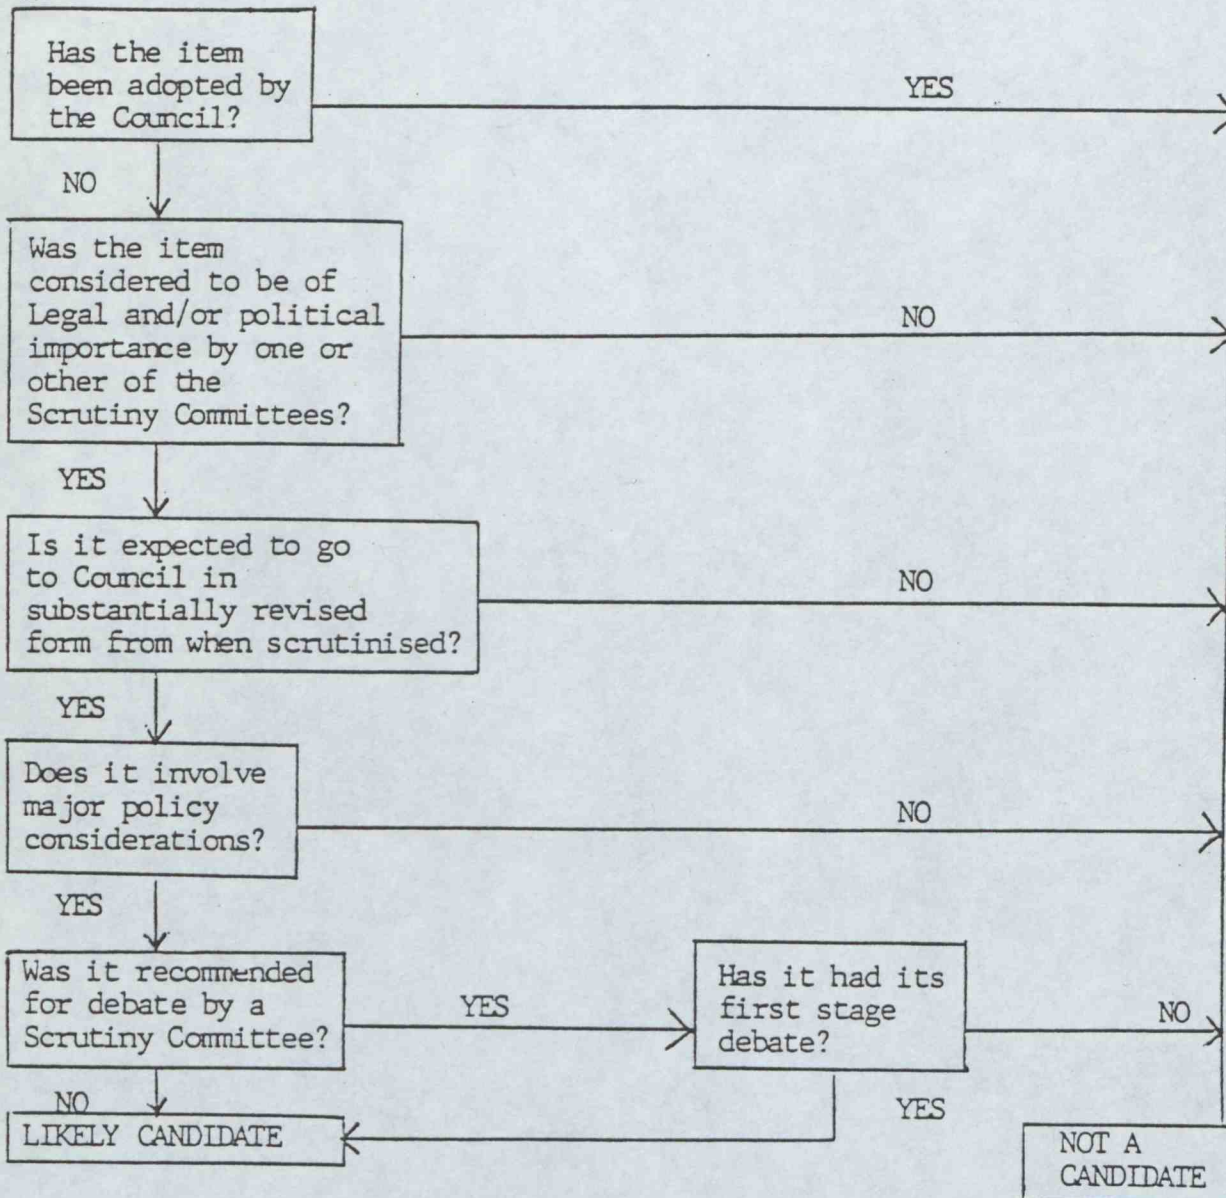 Has the item
been adopted by
the Council?
YES
NO
Was the item
considered to be of
Legal and/or political
importance by one or
other of the
Scrutiny Committees?
NO
YES
Is it expected to go
to Council in
substantially revised
form from when scrutinised?
NO
YES
Does it involve
major policy
considerations?
NO
YES
Was it recommended
for debate by a
Scrutiny Committee?
YES
Has it had its
first stage
debate?
NO
NO
YES
LIKELY CANDIDATE
NOT A
CANDIDATE